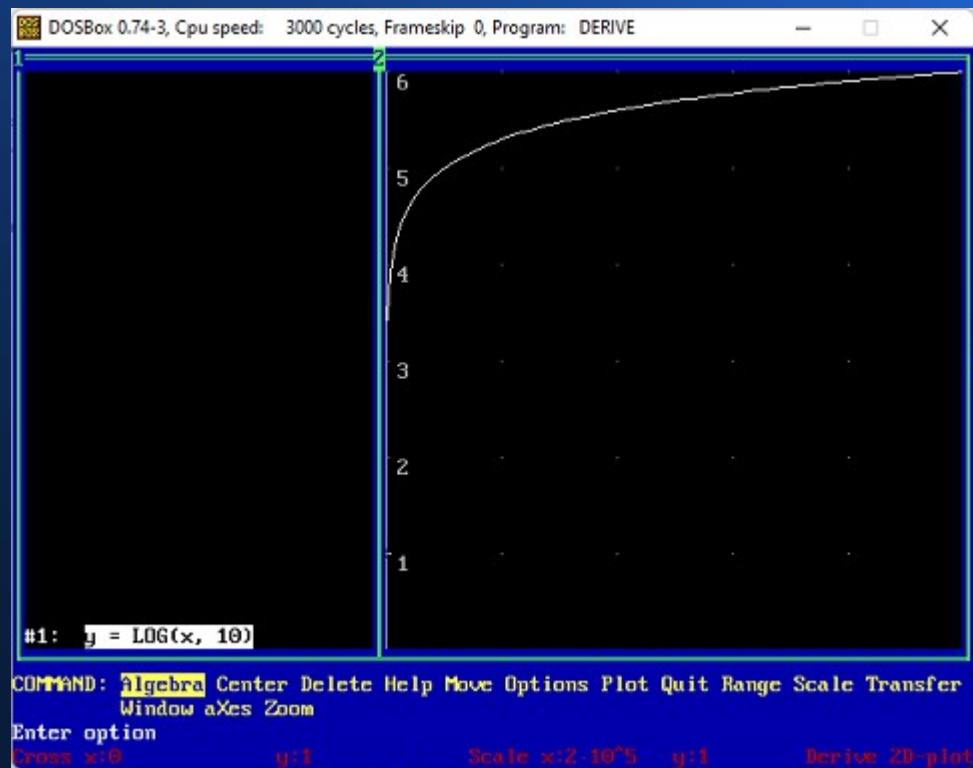 DOSBox 0.74-3, Cpu speed: 3000 cycles, Frameskip 0, Program: DERIVE
1
2
6
5
4
3
2
1
#1: y = LOG(x, 10)
COMMAND: Algebra Center Delete Help Move Options Plot Quit Range Scale Transfer
Window aXes Zoom
Enter option
Cross x:0 y:1 Scale x:2·10^5 y:1 Derive 2D-plot